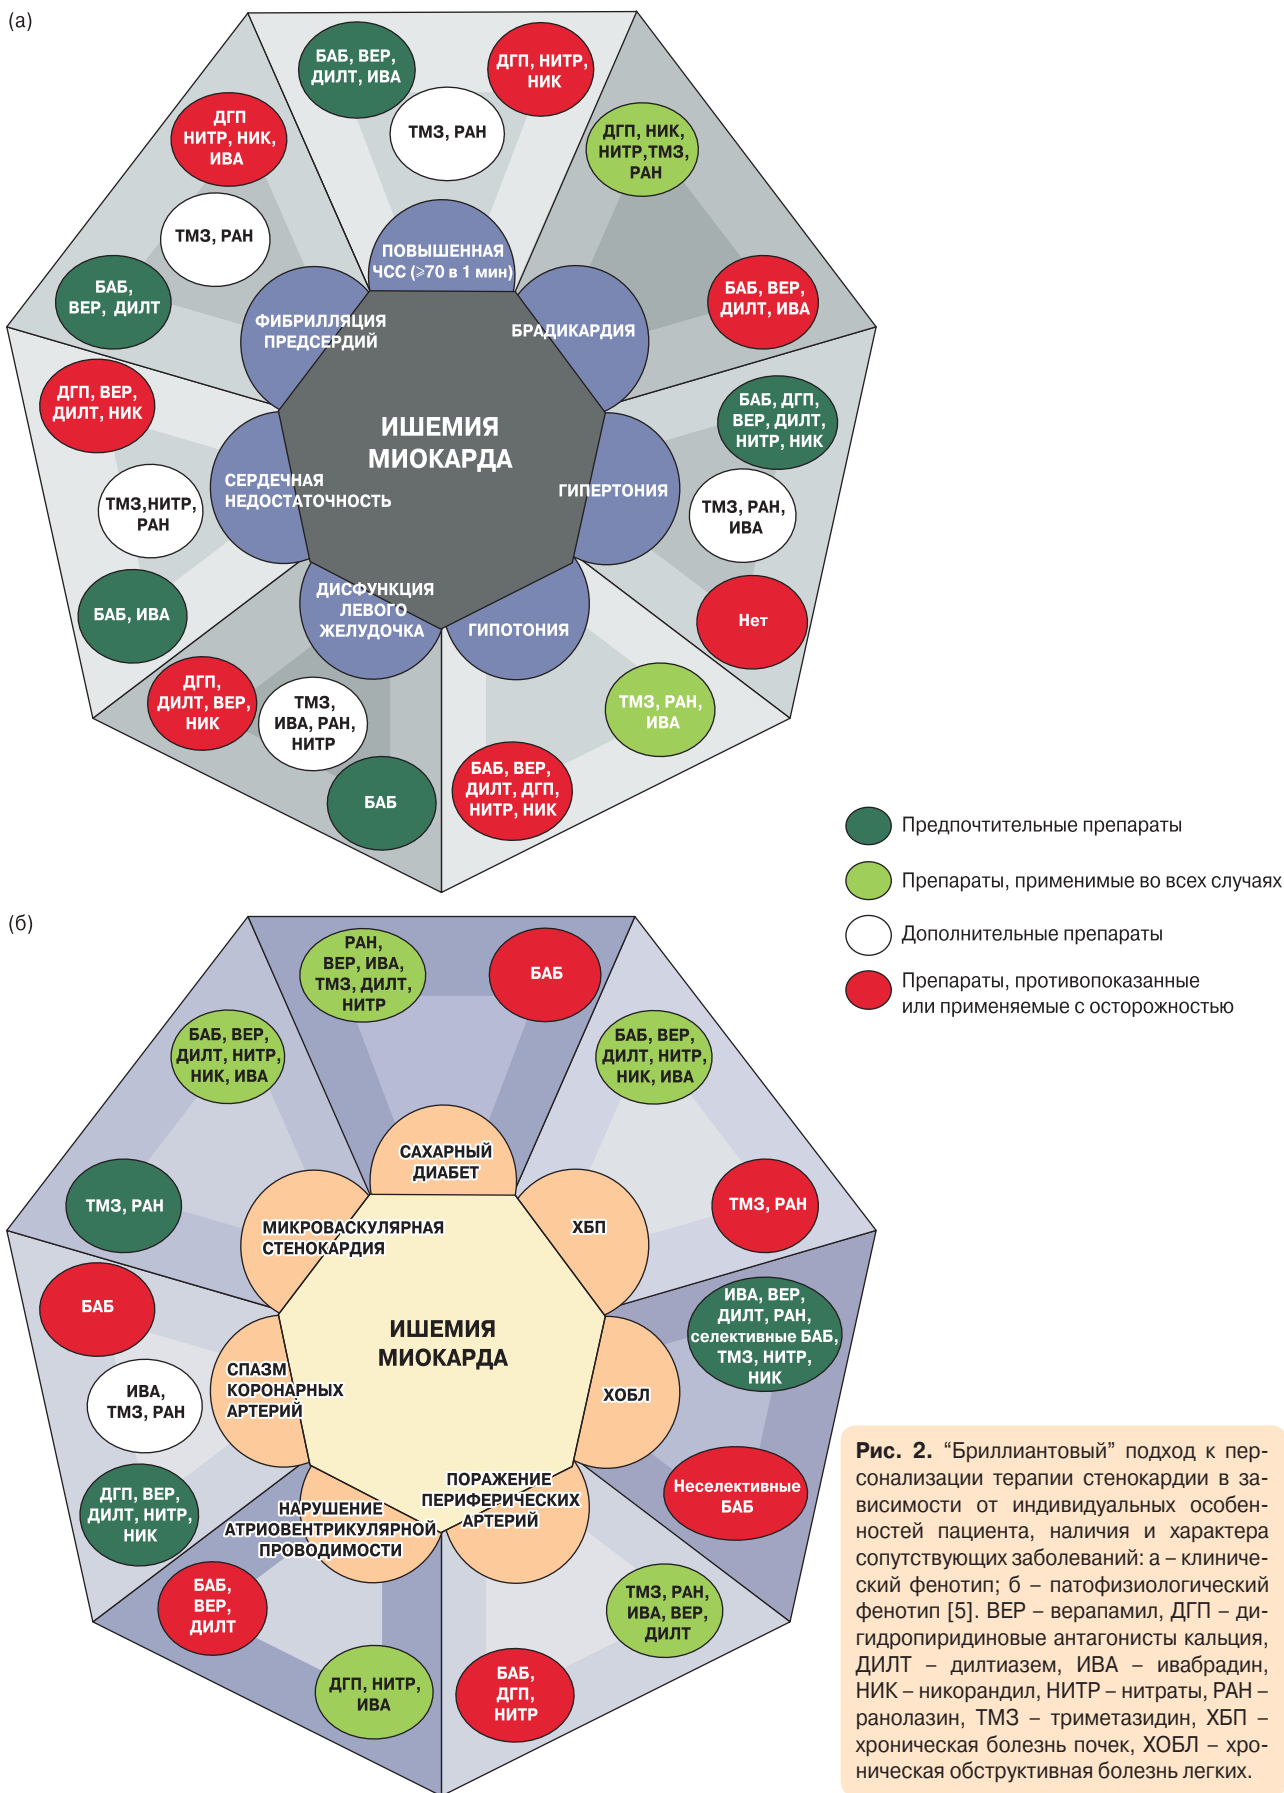 (а)
БАБ, ВЕР,
ДИЛТ, ИВА
ДГП, НИТР,
НИК
ТМЗ, РАН
ПОВЫШЕННАЯ
ЧСС (≥70 в 1 мин)
ДГП, НИК,
НИТР,ТМЗ,
РАН
БАБ, ВЕР,
ДИЛТ, ИВА
БРАДИКАРДИЯ
БАБ, ДГП,
ВЕР, ДИЛТ,
НИТР, НИК
ТМЗ, РАН,
ИВА
Нет
ГИПЕРТОНИЯ
ТМЗ, РАН,
ИВА
БАБ, ВЕР,
ДИЛТ, ДГП,
НИТР, НИК
ГИПОТОНИЯ
ДИСФУНКЦИЯ
ЛЕВОГО
ЖЕЛУДОЧКА
ДГП,
ДИЛТ, ВЕР,
НИК
ТМЗ,
ИВА, РАН,
НИТР
БАБ
СЕРДЕЧНАЯ
НЕДОСТАТОЧНОСТЬ
ДГП, ВЕР,
ДИЛТ, НИК
ТМЗ,НИТР,
РАН
БАБ, ИВА
ФИБРИЛЛЯЦИЯ
ПРЕДСЕРДИЙ
ДГП
НИТР, НИК,
ИВА
ТМЗ, РАН
БАБ,
ВЕР, ДИЛТ
ИШЕМИЯ
МИОКАРДА
Предпочтительные препараты
Препараты, применимые во всех случаях
Дополнительные препараты
Препараты, противопоказанные
или применяемые с осторожностью
(б)
РАН,
ВЕР, ИВА,
ТМЗ, ДИЛТ,
НИТР
БАБ
САХАРНЫЙ
ДИАБЕТ
БАБ, ВЕР,
ДИЛТ, НИТР,
НИК, ИВА
ТМЗ, РАН
ХБП
ИВА, ВЕР,
ДИЛТ, РАН,
селективные БАБ,
ТМЗ, НИТР,
НИК
Неселективные
БАБ
ХОБЛ
ПОРАЖЕНИЕ
ПЕРИФЕРИЧЕСКИХ
АРТЕРИЙ
ТМЗ, РАН,
ИВА, ВЕР,
ДИЛТ
БАБ,
ДГП,
НИТР
НАРУШЕНИЕ
АТРИОВЕНТРИКУЛЯРНОЙ
ПРОВОДИМОСТИ
БАБ,
ВЕР,
ДИЛТ
ДГП, НИТР,
ИВА
СПАЗМ
КОРОНАРНЫХ
АРТЕРИЙ
БАБ
ИВА,
ТМЗ, РАН
ДГП, ВЕР,
ДИЛТ, НИТР,
НИК
МИКРОВАСКУЛЯРНАЯ
СТЕНОКАРДИЯ
БАБ, ВЕР,
ДИЛТ, НИТР,
НИК, ИВА
ТМЗ, РАН
ИШЕМИЯ
МИОКАРДА
Рис. 2. “Бриллиантовый” подход к пер-
сонализации терапии стенокардии в за-
висимости от индивидуальных особен-
ностей пациента, наличия и характера
сопутствующих заболеваний: а – клиниче-
ский фенотип; б – патофизиологический
фенотип [5]. ВЕР – верапамил, ДГП – ди-
гидропиридиновые антагонисты кальция,
ДИЛТ – дилтиазем, ИВА – ивабрадин,
НИК – никорандил, НИТР – нитраты, РАН –
ранолазин, ТМЗ – триметазидин, ХБП –
хроническая болезнь почек, ХОБЛ – хро-
ническая обструктивная болезнь легких.